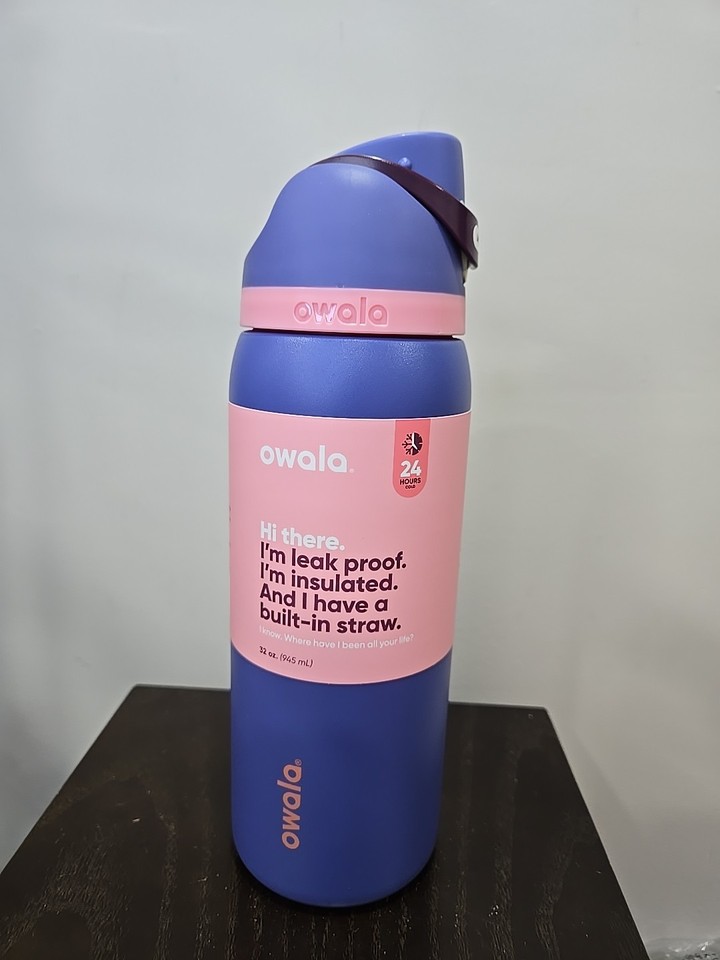 owala
owala®
24
HOURS
COLD
Hi there.
I'm leak proof.
I'm insulated.
And I have a
built-in straw.
I know. Where have I been all your life?
32 oz. (945 mL)
owala®